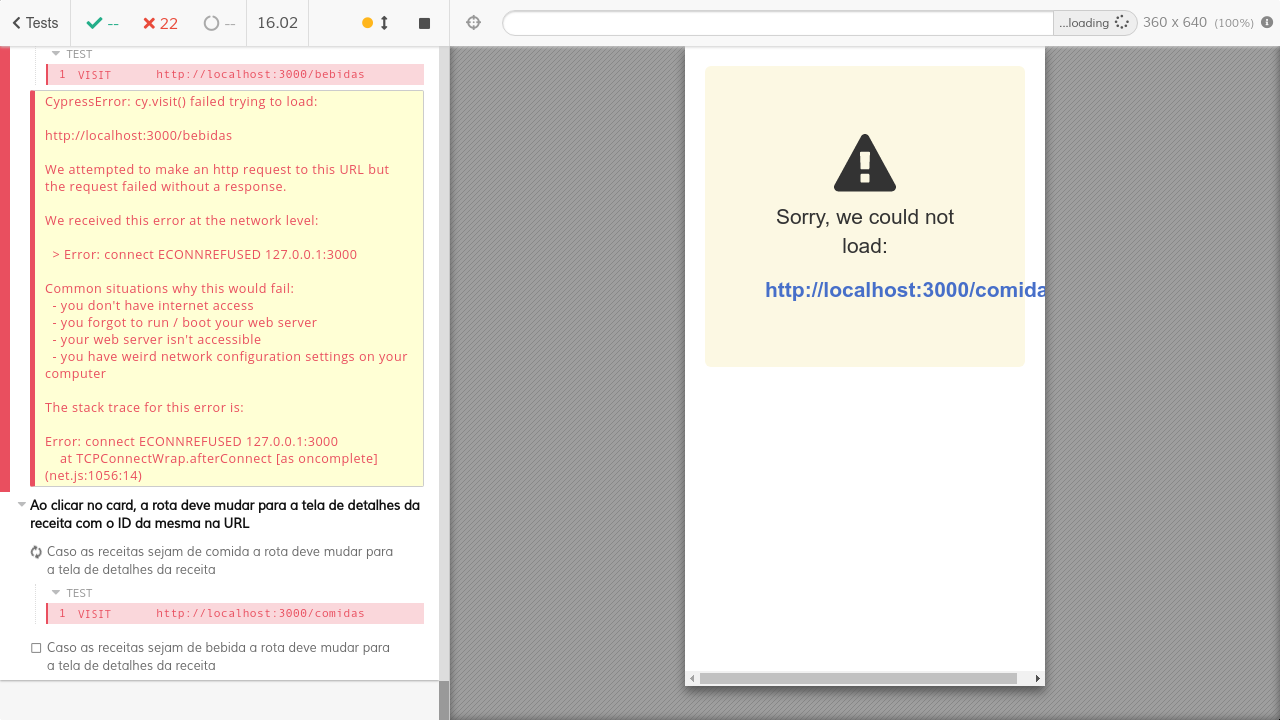 Tests
--
22
--
16.02
...loading
360 x 640 (100%)
TEST
1 VISIT http://localhost:3000/bebidas
CypressError: cy.visit() failed trying to load:
http://localhost:3000/bebidas
We attempted to make an http request to this URL but
the request failed without a response.
We received this error at the network level:
> Error: connect ECONNREFUSED 127.0.0.1:3000
Common situations why this would fail:
- you don't have internet access
- you forgot to run / boot your web server
- your web server isn't accessible
- you have weird network configuration settings on your
computer
The stack trace for this error is:
Error: connect ECONNREFUSED 127.0.0.1:3000
at TCPConnectWrap.afterConnect [as oncomplete]
(net.js:1056:14)
Ao clicar no card, a rota deve mudar para a tela de detalhes da
receita com o ID da mesma na URL
Caso as receitas sejam de comida a rota deve mudar para
a tela de detalhes da receita
TEST
1 VISIT http://localhost:3000/comidas
Caso as receitas sejam de bebida a rota deve mudar para
a tela de detalhes da receita
Sorry, we could not
load:
http://localhost:3000/comida